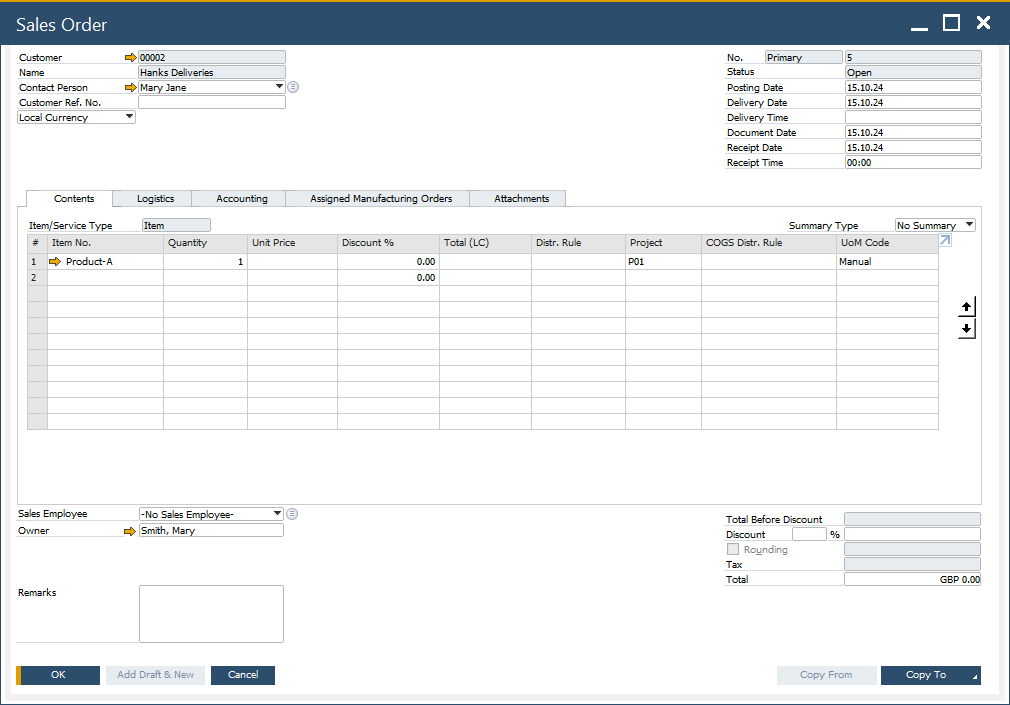 Sales Order
Customer 00002
Name Hanks Deliveries
Contact Person Mary Jane
Customer Ref. No.
Local Currency
No. Primary 5
Status Open
Posting Date 15.10.24
Delivery Date 15.10.24
Delivery Time
Document Date 15.10.24
Receipt Date 15.10.24
Receipt Time 00:00
Contents Logistics Accounting Assigned Manufacturing Orders Attachments
Item/Service Type Item Summary Type No Summary
# Item No. Quantity Unit Price Discount % Total (LC) Distr. Rule Project COGS Distr. Rule UoM Code
1 Product-A 1 0.00 P01 Manual
2 0.00
Sales Employee -No Sales Employee-
Owner Smith, Mary
Total Before Discount
Discount %
Rounding
Tax
Total GBP 0.00
Remarks
OK Add Draft & New Cancel Copy From Copy To